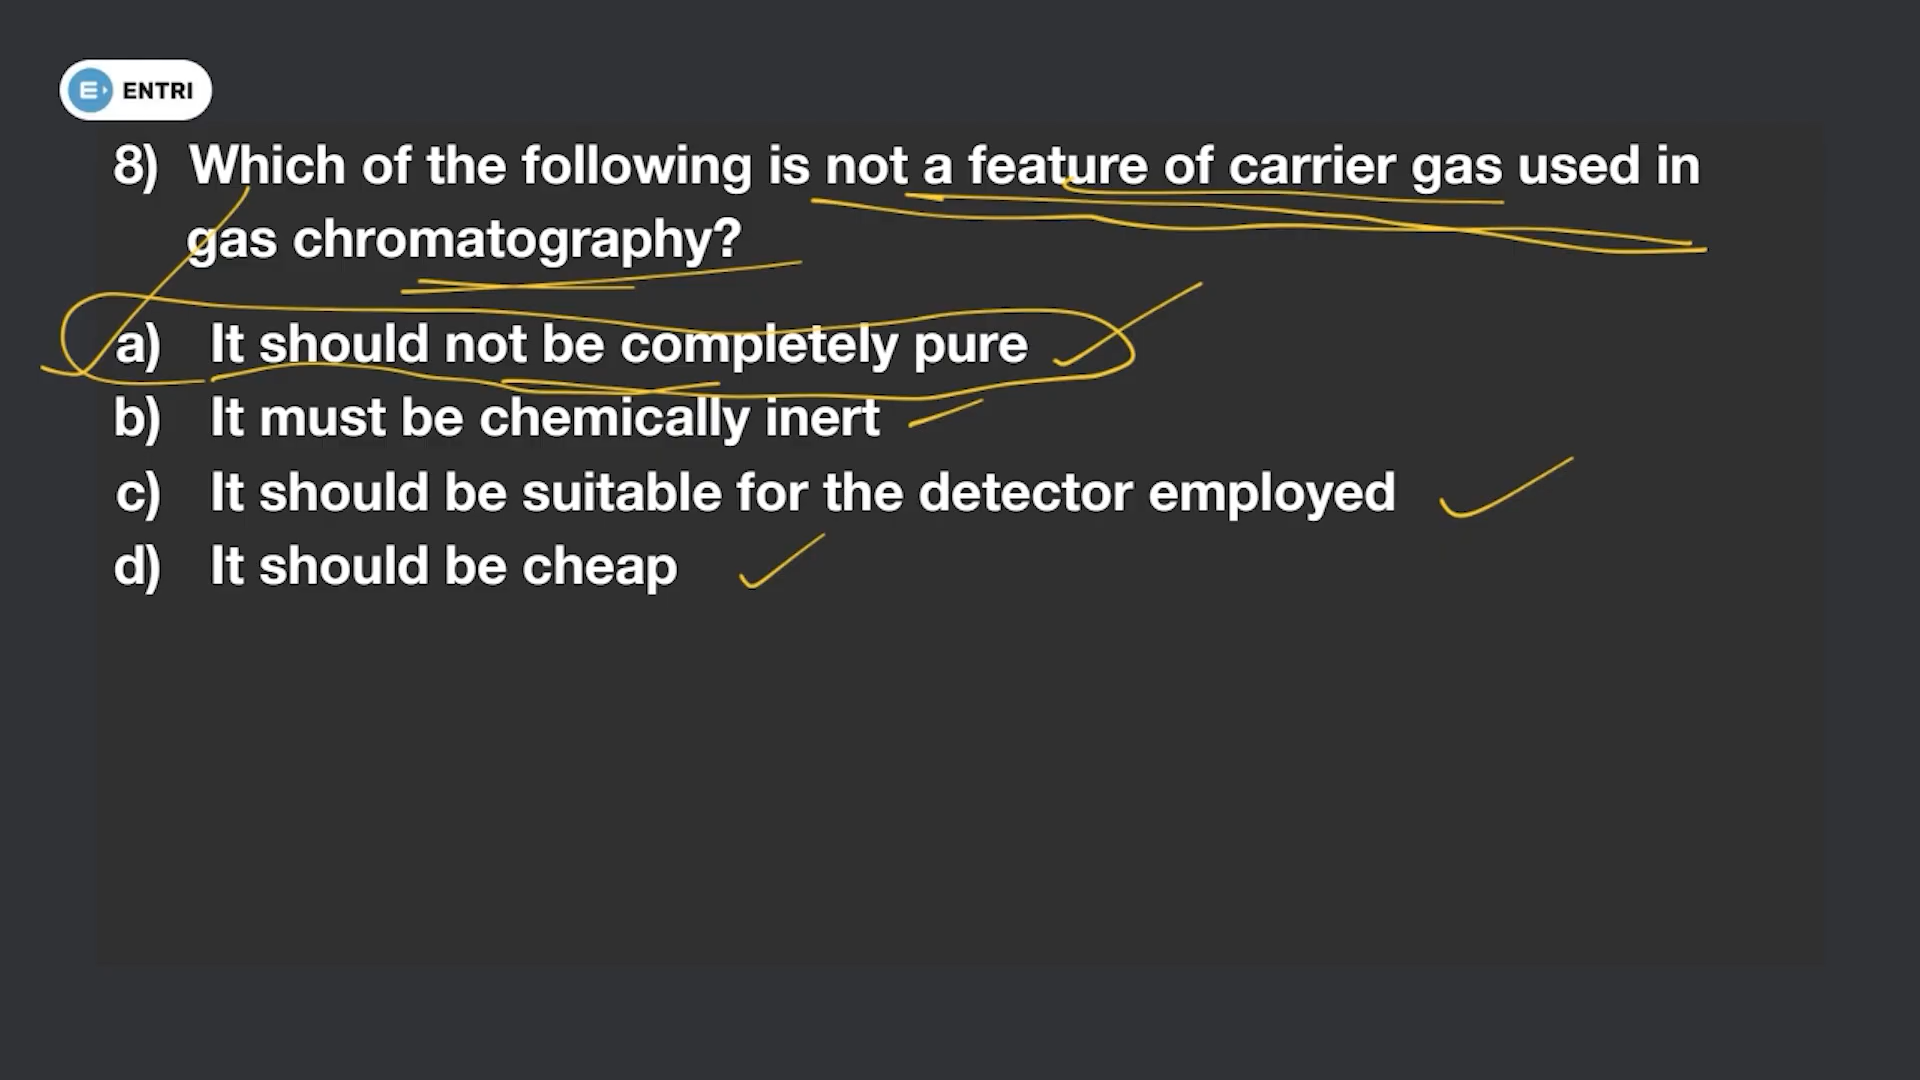 ENTRI
8) Which of the following is not a feature of carrier gas used in
gas chromatography?
a) It should not be completely pure
b) It must be chemically inert
c) It should be suitable for the detector employed
d) It should be cheap